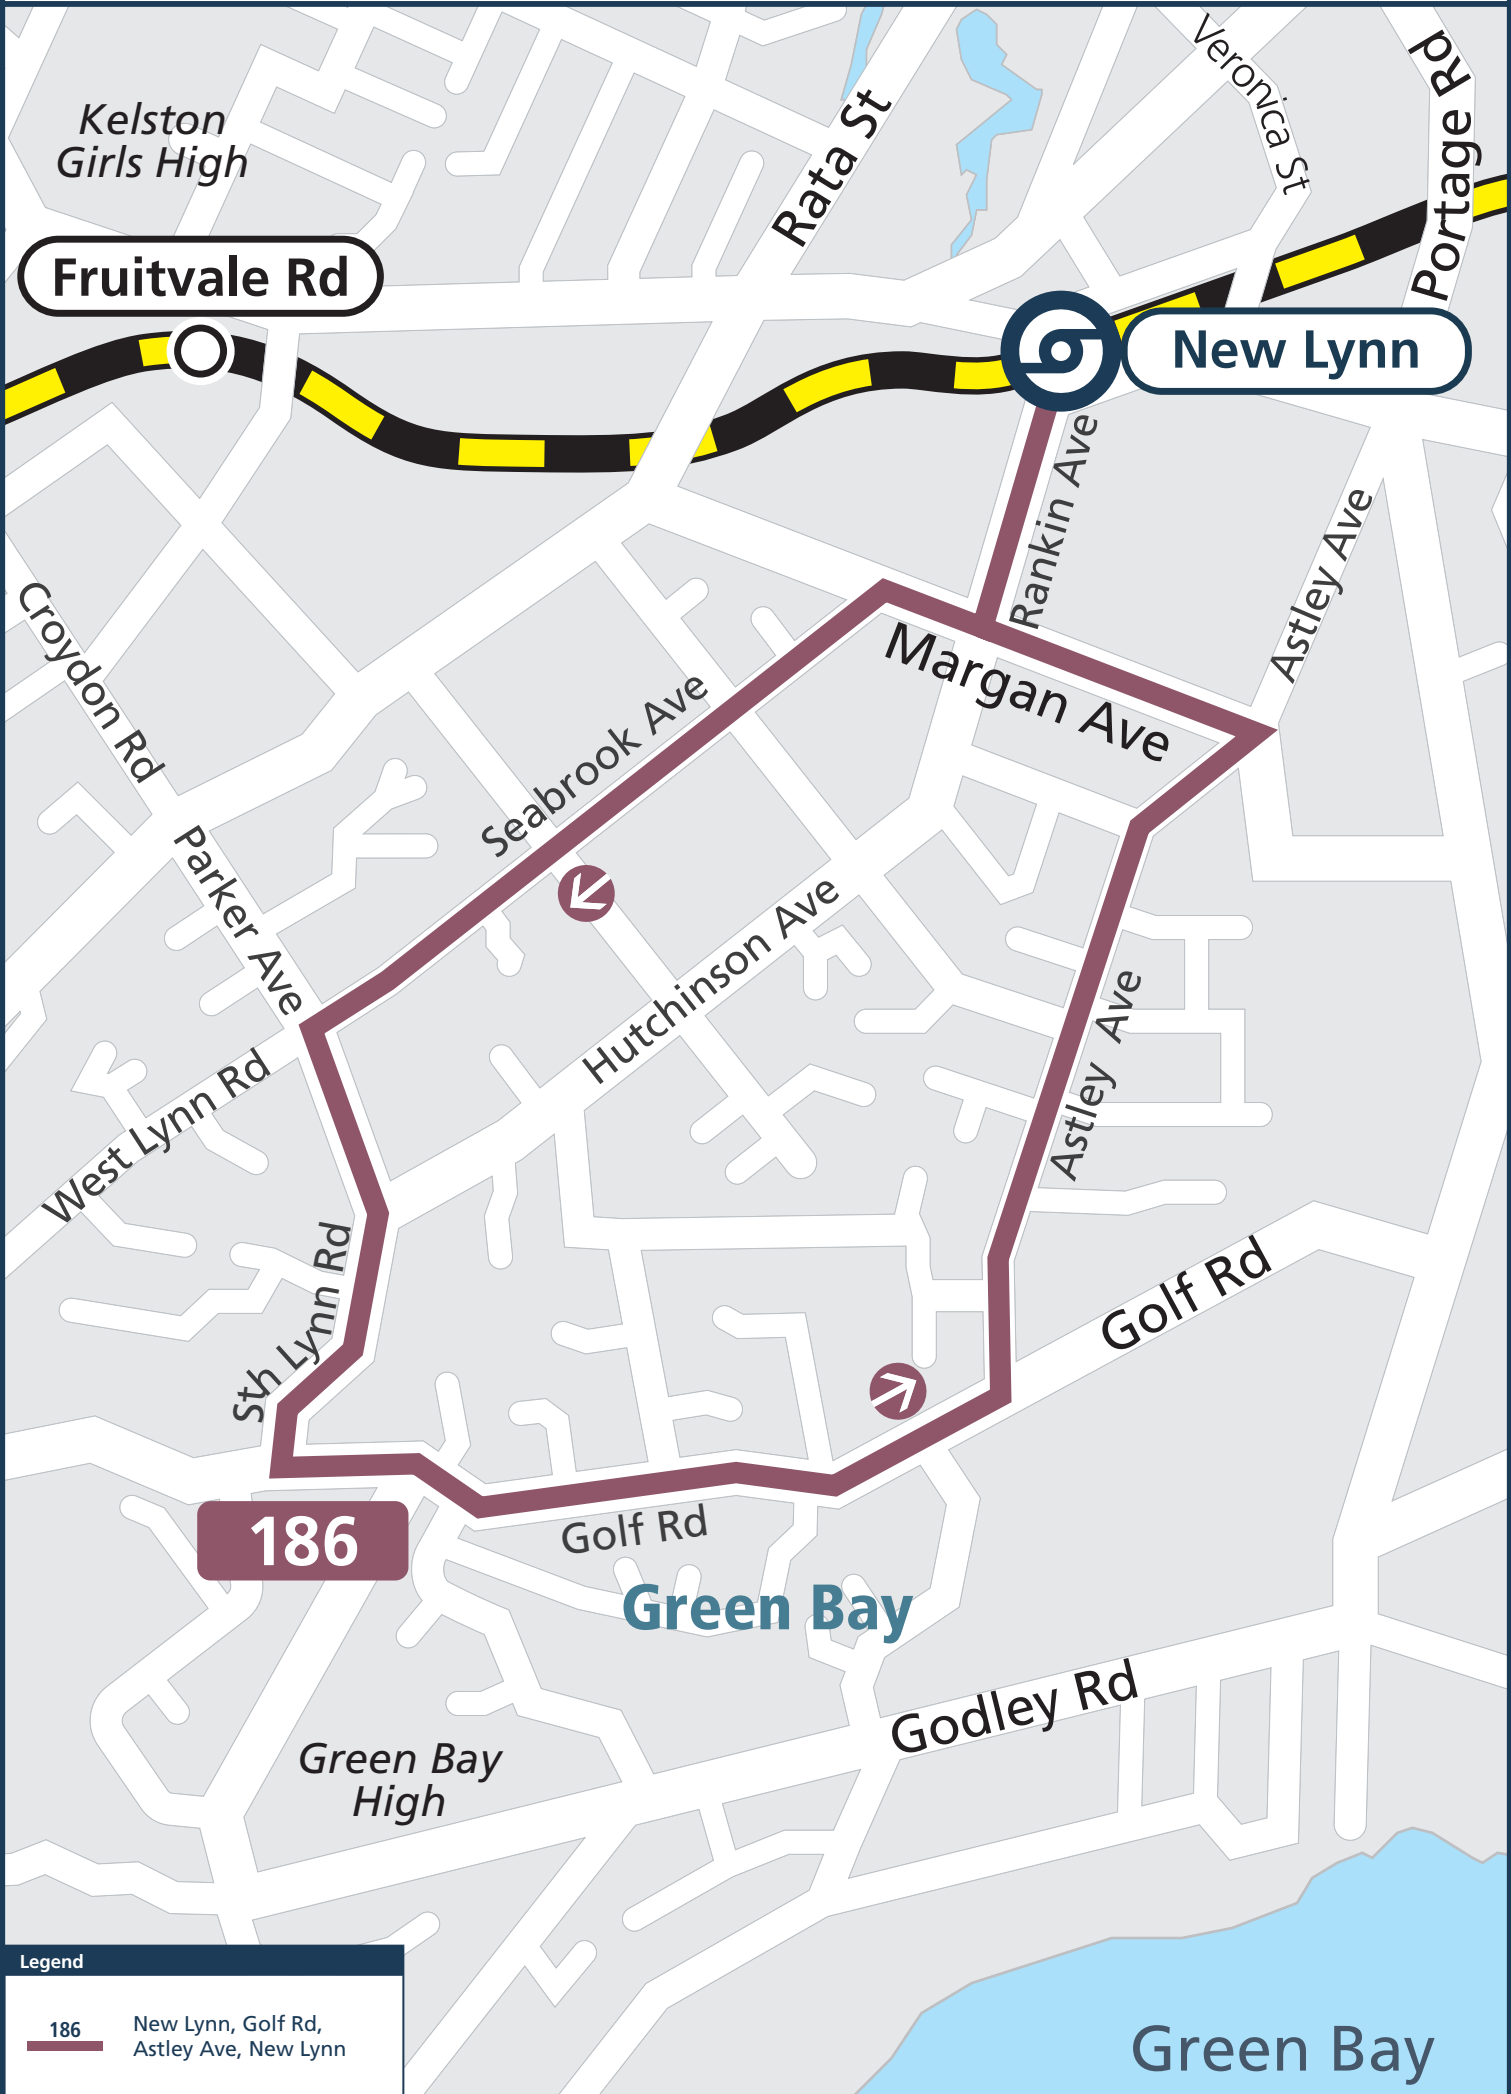 Kelston
Girls High
Rata St
Veronica St
Portage Rd
Fruitvale Rd
New Lynn
Rankin Ave
Astley Ave
Croydon Rd
Margan Ave
Seabrook Ave
Parker Ave
Hutchinson Ave
West Lynn Rd
Astley Ave
Sth Lynn Rd
Golf Rd
186
Golf Rd
Green Bay
Godley Rd
Green Bay
High
Legend
186
New Lynn, Golf Rd,
Astley Ave, New Lynn
Green Bay